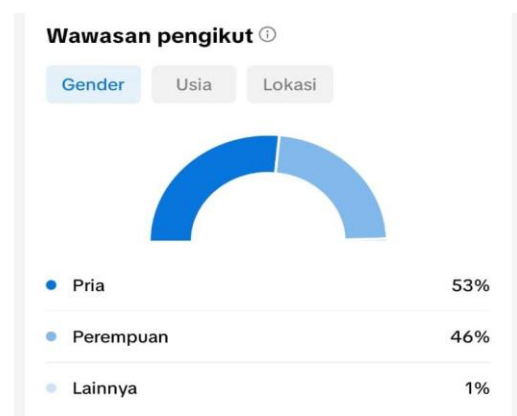 Wawasan pengikut ⓘ
Gender Usia Lokasi
Pria 53%
Perempuan 46%
Lainnya 1%